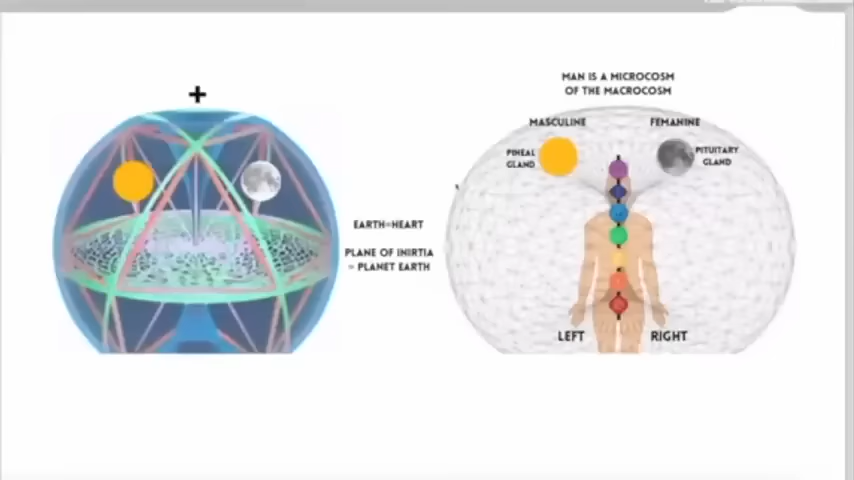 +
EARTH=HEART
PLANE OF INIRTIA
= PLANET EARTH
MAN IS A MICROCOSM
OF THE MACROCOSM
MASCULINE
FEMANINE
PINEAL
GLAND
PITUITARY
GLAND
LEFT
RIGHT